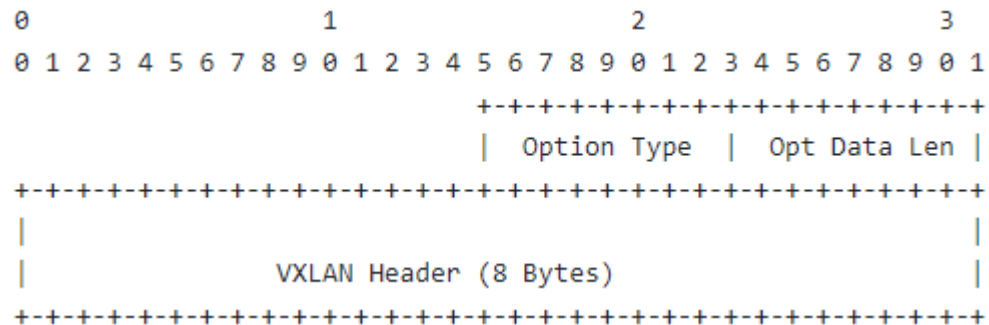 0                   1                   2                   3
0 1 2 3 4 5 6 7 8 9 0 1 2 3 4 5 6 7 8 9 0 1 2 3 4 5 6 7 8 9 0 1
                              +-+-+-+-+-+-+-+-+-+-+-+-+-+-+-+-+
                              |  Option Type  |  Opt Data Len |
+-+-+-+-+-+-+-+-+-+-+-+-+-+-+-+-+-+-+-+-+-+-+-+-+-+-+-+-+-+-+-+
|                                                             |
|                VXLAN Header (8 Bytes)                       |
+-+-+-+-+-+-+-+-+-+-+-+-+-+-+-+-+-+-+-+-+-+-+-+-+-+-+-+-+-+-+-+